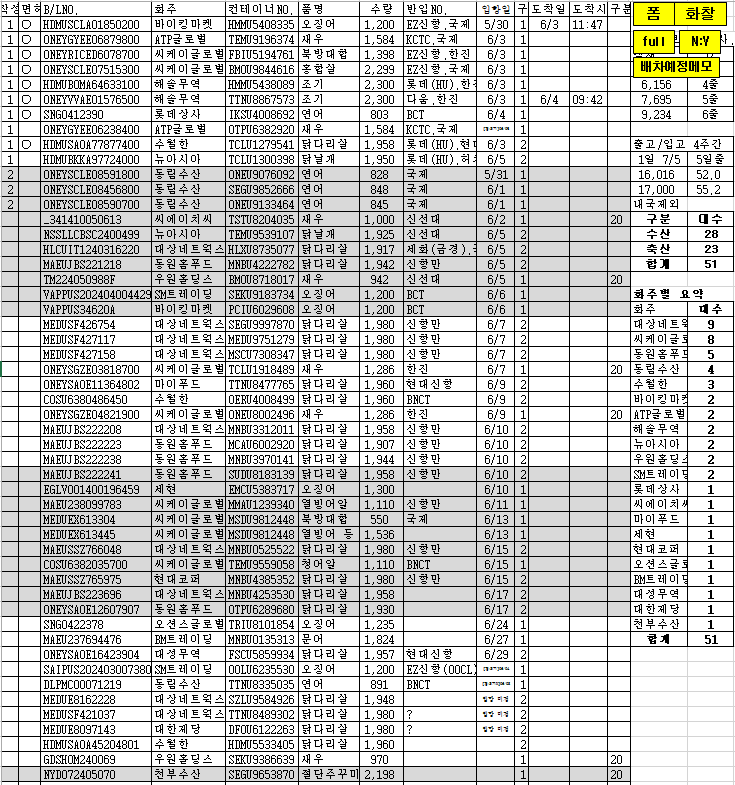 작성 면허 B/LNO. 화주 컨테이너NO. 품명 수량 반입NO. 입항일 구 도착일 도착시 구분 쫌 화찰
1 ○ HDMUSCLA01850200 바이킹마켓 HMMU5408335 오징어 1,200 EZ신항,국제 5/30 1 6/3 11:47
1 ○ ONEYGYEE06879800 ATP글로벌 TEMU9196374 새우 1,584 KCTC,국제 6/3 1 full N:Y
1 ○ ONEYRICED6078700 씨케이글로벌 FBIU5194761 북방대합 1,398 EZ신항,한진 6/3 1
1 ○ ONEYSCLE07515300 씨케이글로벌 BMOU9844616 홍합살 2,299 EZ신항,국제 6/3 1 배차예정메모
1 ○ HDMUBOMA64633100 해솔무역 HMMU5438089 조기 2,300 롯데(HU),한 6/3 1 6,156 4출
1 ○ ONEYVVAE01576500 해솔무역 TTNU8867573 조기 2,300 다움,한진 6/3 1 6/4 09:42 7,695 5출
1 ○ SNGO412390 롯데상사 IKSU4008692 연어 803 BCT 6/4 1 9,234 6출
1 ONEYGYEE06238400 ATP글로벌 OTPU6382920 새우 1,584 KCTC,국제 1
1 ○ HDMUSAOA77877400 수월한 TCLU1279541 닭다리살 1,958 롯데(HU),현대 6/3 2 출고/입고 4주간
1 HDMUBKKA97724000 뉴아시아 TCLU1300398 닭날개 1,950 롯데(HU), 6/5 2 1일 7/5 5일출
2 ONEYSCLE08591800 동림수산 ONEU9076092 연어 828 국제 5/31 1 16,016 52,0
2 ONEYSCLE08456800 동림수산 SEGU9852666 연어 848 국제 6/1 1 17,000 55,2
2 ONEYSCLE08590700 동림수산 ONEU9133464 연어 848 국제 6/1 1 내국제외
_341410050613 씨에이치씨 TSTU8204035 새우 1,000 신선대 6/2 1 20 구분 대수
NSSLLCBSC2400499 뉴아시아 TEMU9539107 닭날개 1,925 신선대 6/5 2 수산 28
HLCUIT1240316220 대상네트웍스 HLXU8735077 닭다리살 1,917 세화(금경), 6/5 2 축산 23
MAEUJBS221218 동원홈푸드 MNBU4222782 닭다리살 1,942 신항만 6/5 2 합계 51
TM224050988F 우원홀딩스 BMOU8718017 새우 942 신선대 6/5 1 20
VAPPUS202404004429 SM트레이딩 SEKU9183734 오징어 1,200 BCT 6/6 1 화주별 요약
VAPPUS34620A 바이킹마켓 PCIU6029608 오징어 1,200 BCT 6/6 1 화주 대수
MEDUSF426754 대상네트웍스 SEGU9997870 닭다리살 1,980 신항만 6/7 2 대상네트웍 9
MEDUSF427117 대상네트웍스 MEDU9751279 닭다리살 1,980 신항만 6/7 2 씨케이글로 8
MEDUSF427158 대상네트웍스 MSCU7308347 닭다리살 1,980 신항만 6/7 2 동원홈푸드 5
ONEYSGZE03818700 씨케이글로벌 TCLU1918489 새우 1,286 한진 6/7 1 20 동림수산 4
ONEYSAOE11364802 마이푸드 TTNU8477765 닭다리살 1,960 현대신항 6/9 2 수월한 3
COSU6380486450 수월한 OEKU4008499 닭다리살 1,960 BNCT 6/9 2 바이킹마켓 2
ONEYSGZE04821900 씨케이글로벌 ONEU8002496 새우 1,286 한진 6/9 1 20 ATP글로벌 2
MAEUJBS222208 대상네트웍스 MNBU3312011 닭다리살 1,958 신항만 6/10 2 해솔무역 2
MAEUJBS222223 동원홈푸드 MCAU6002920 닭다리살 1,907 신항만 6/10 2 뉴아시아 2
MAEUJBS222238 동원홈푸드 MNBU3970141 닭다리살 1,944 신항만 6/10 2 우원홀딩스 2
MAEUJBS222241 동원홈푸드 SUDU8183139 닭다리살 1,958 신항만 6/10 2 SM트레이딩 2
EGLV001400196459 세현 EMCU5383717 오징어 1,300 6/10 1 롯데상사 1
MAEU238099783 씨케이글로벌 MMAU1239340 열빙어알 1,110 신항만 6/11 1 씨에이치씨 1
MEDUEX613304 씨케이글로벌 MSDU9812448 북방대합 550 국제 6/13 1 마이푸드 1
MEDUEX613445 씨케이글로벌 MSDU9812448 열빙어 등 1,536 6/13 1 세현 1
MAEUSSZ766048 대상네트웍스 MNBU0525522 닭다리살 1,980 신항만 6/15 2 현대코퍼 1
COSU6382035700 씨케이글로벌 TEMU9559058 청어알 1,110 BNCT 6/15 2 오션스글로 1
MAEUSSZ765975 현대코퍼 MNBU4385352 닭다리살 1,980 신항만 6/15 2 BM트레이딩 1
MAEUJBS223696 대상네트웍스 MNBU4253530 닭다리살 1,958 6/17 2 대성무역 1
ONEYSAOE12607907 동원홈푸드 OTPU6289680 닭다리살 1,930 6/17 2 대한제당 1
SNGO422378 오션스글로벌 TRIU8101854 오징어 1,235 6/24 1 천부수산 1
MAEU237694476 BM트레이딩 MNBU0135313 문어 1,824 6/27 1 합계 51
ONEYSAOE16423904 대성무역 FSCU5859934 닭다리살 1,957 현대신항 6/29 2
SAIPUS202403007380 SM트레이딩 OOLU6235530 오징어 1,200 EZ신항(OOCL) 1
DLPMC00071219 동림수산 TTNU8335035 연어 891 BNCT 1
MEDUE8162228 대상네트웍스 SZLU9584926 닭다리살 1,948 입항 미정 2
MEDUSF421037 대상네트웍스 TTNU8489302 닭다리살 1,980 ? 입항 미정 2
MEDUE8097143 대한제당 DFOU6122263 닭다리살 1,980 ? 입항 미정 2
HDMUSAOA45204801 수월한 HDMU5533405 닭다리살 1,960 2
GDSHOM240069 우원홀딩스 SEKU9386639 새우 970 1 20
NYD072405070 천부수산 SEGU9653870 절단주꾸미 2,198 1 20